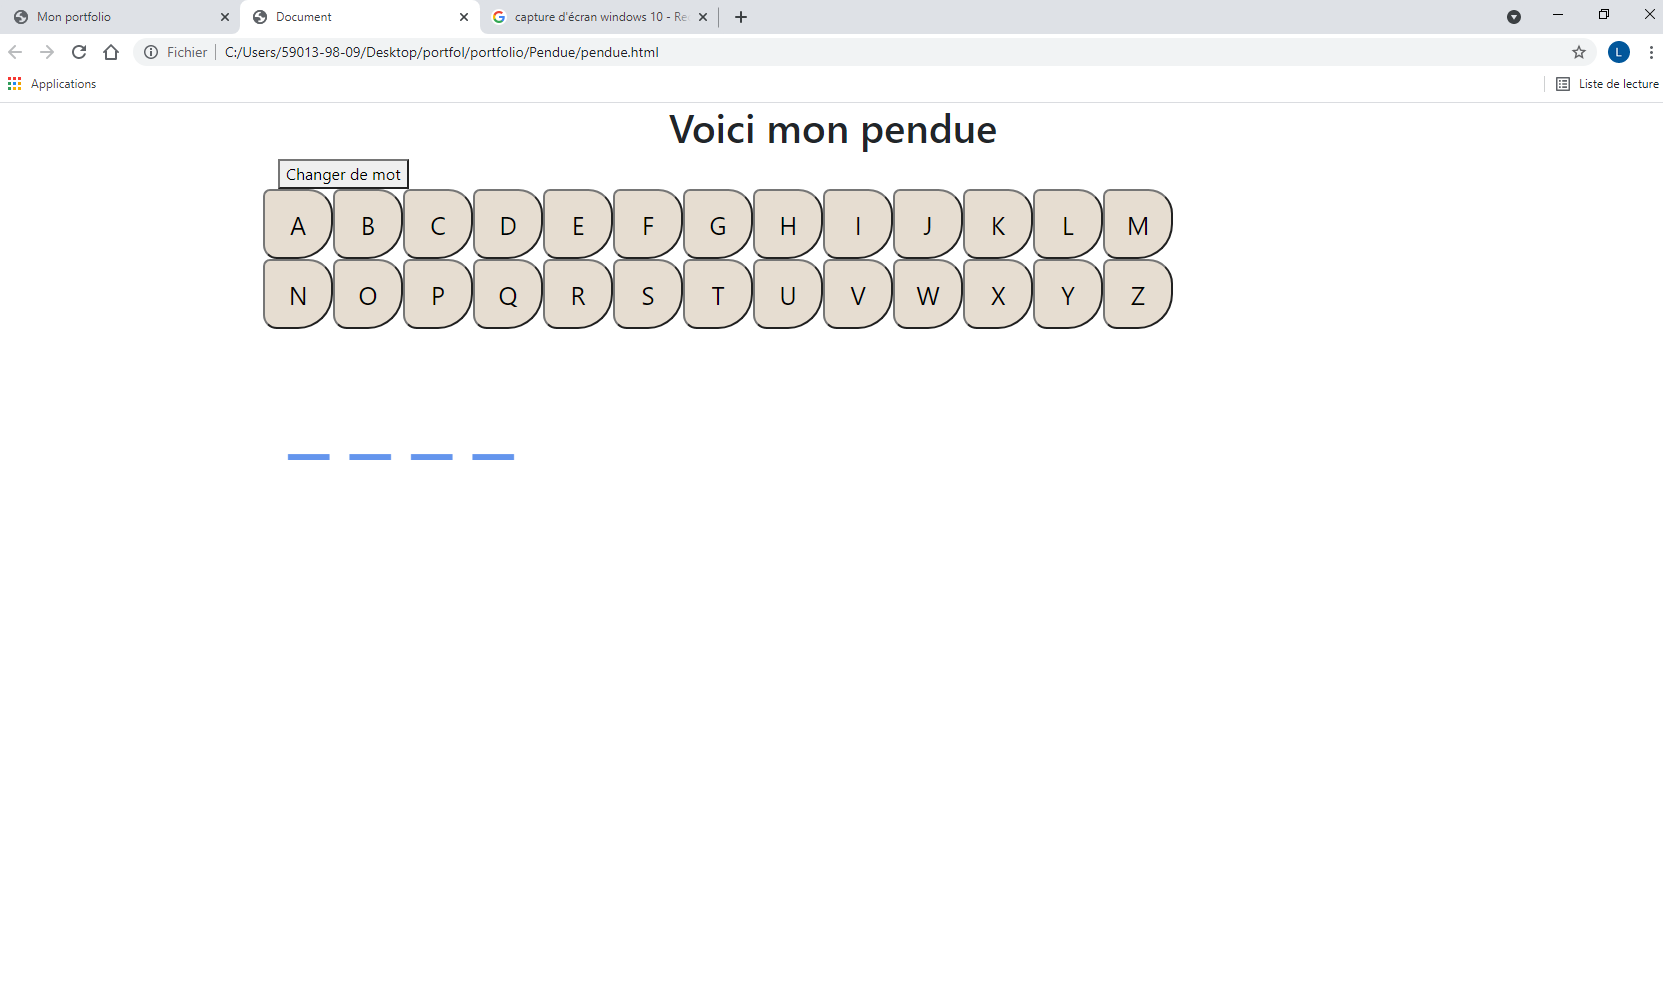 Mon portfolio
Document
capture d'écran windows 10 - Re
Fichier
C:/Users/59013-98-09/Desktop/portfol/portfolio/Pendue/pendue.html
L
Applications
Liste de lecture
Voici mon pendue
Changer de mot
A B C D E F G H I J K L M
N O P Q R S T U V W X Y Z
_ _ _ _